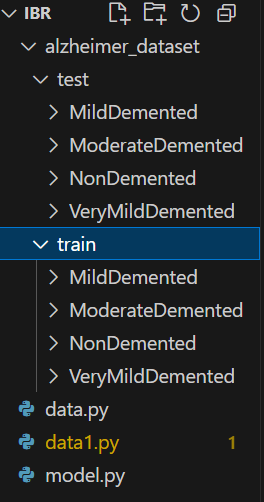 IBR
alzheimer_dataset
test
MildDemented
ModerateDemented
NonDemented
VeryMildDemented
train
MildDemented
ModerateDemented
NonDemented
VeryMildDemented
data.py
data1.py 1
model.py